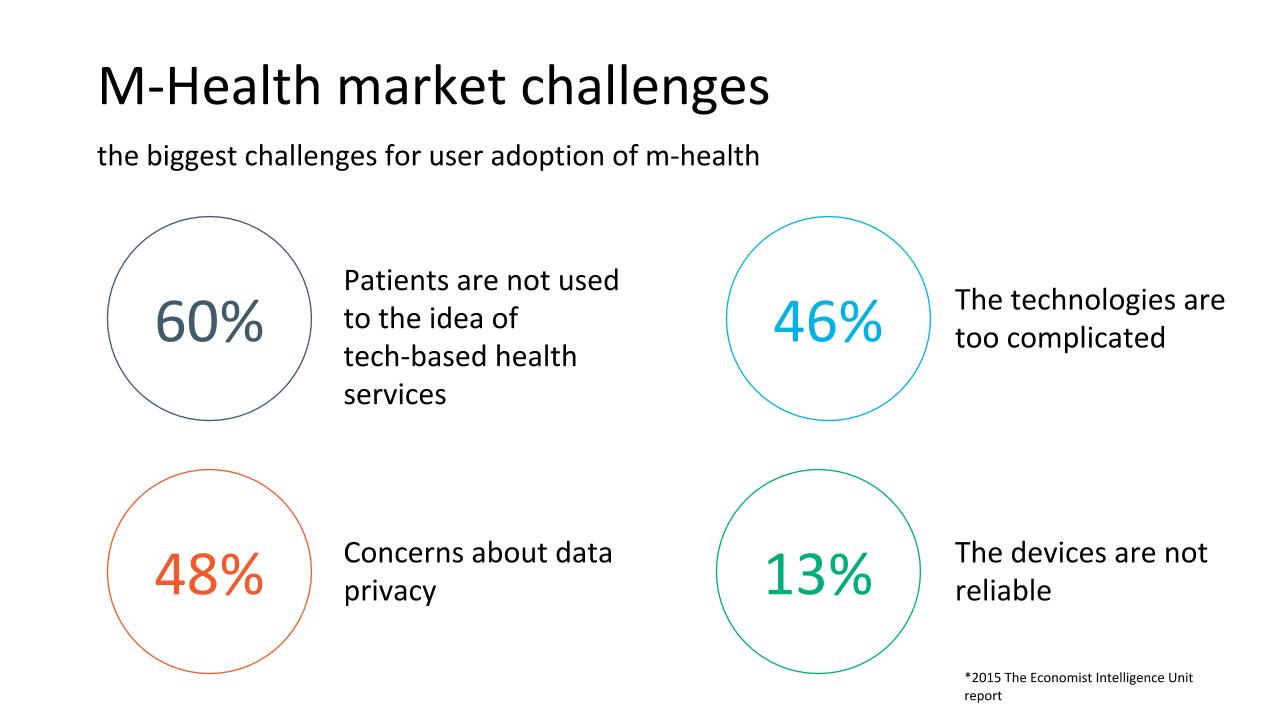 M-Health market challenges
the biggest challenges for user adoption of m-health
60%
Patients are not used
to the idea of
tech-based health
services
46%
The technologies are
too complicated
48%
Concerns about data
privacy
13%
The devices are not
reliable
*2015 The Economist Intelligence Unit
report